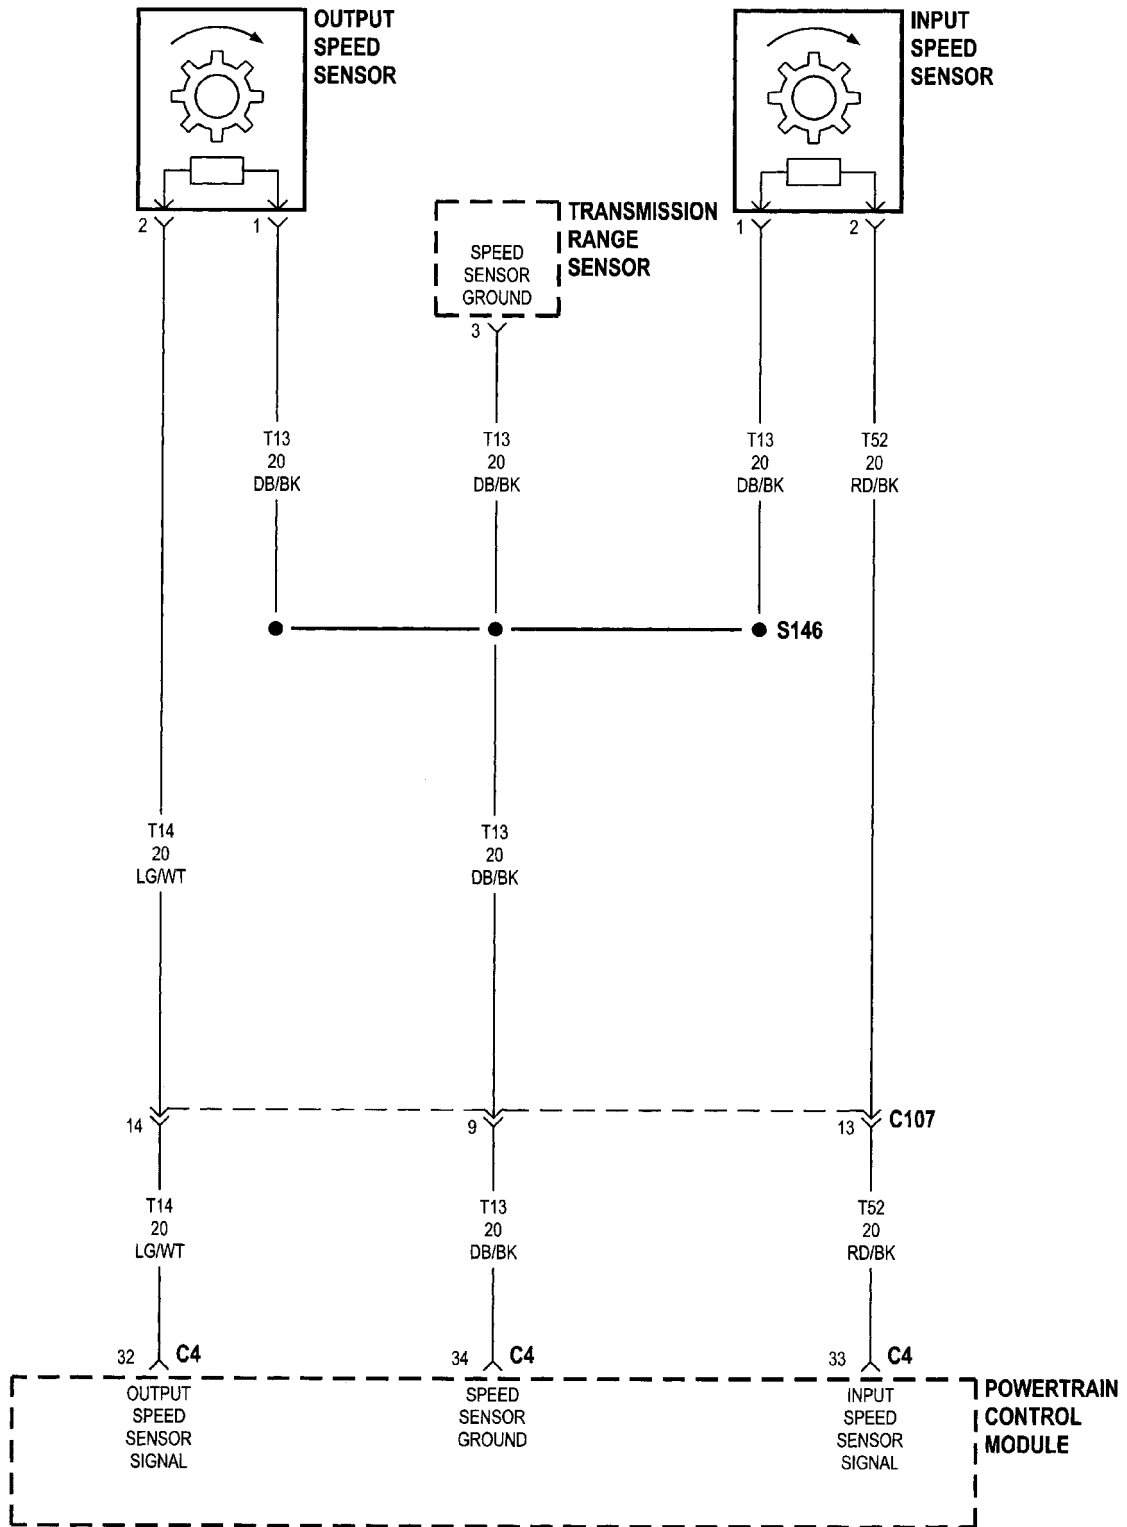 OUTPUT
SPEED
SENSOR
INPUT
SPEED
SENSOR
2
1
TRANSMISSION
RANGE
SENSOR
SPEED
SENSOR
GROUND
3
1
2
T13
20
DB/BK
T13
20
DB/BK
T13
20
DB/BK
T52
20
RD/BK
S146
T14
20
LG/WT
T13
20
DB/BK
14
9
13
C107
T14
20
LG/WT
T13
20
DB/BK
T52
20
RD/BK
32
C4
34
C4
33
C4
OUTPUT
SPEED
SENSOR
SIGNAL
SPEED
SENSOR
GROUND
INPUT
SPEED
SENSOR
SIGNAL
POWERTRAIN
CONTROL
MODULE